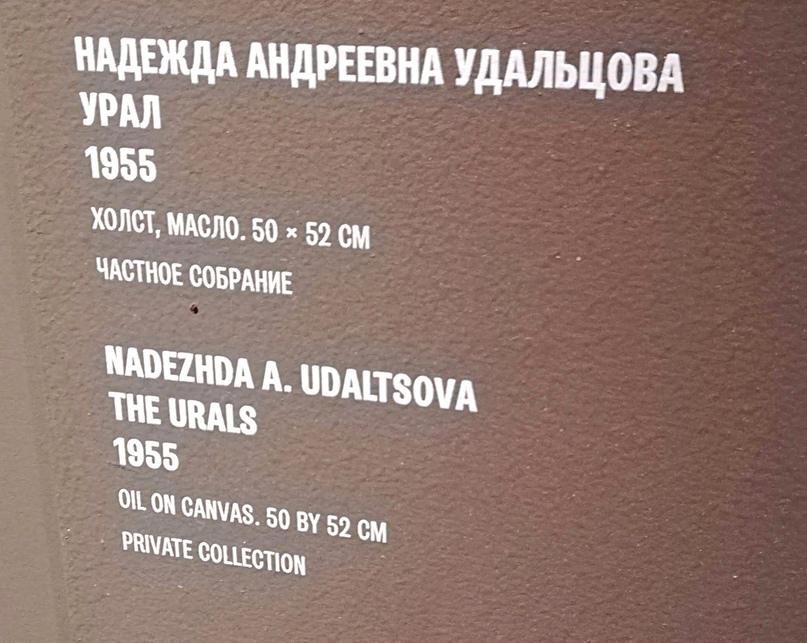 НАДЕЖДА АНДРЕЕВНА УДАЛЬЦОВА
УРАЛ
1955
ХОЛСТ, МАСЛО. 50 × 52 СМ
ЧАСТНОЕ СОБРАНИЕ
NADEZHDA A. UDALTSOVA
THE URALS
1955
OIL ON CANVAS. 50 BY 52 CM
PRIVATE COLLECTION